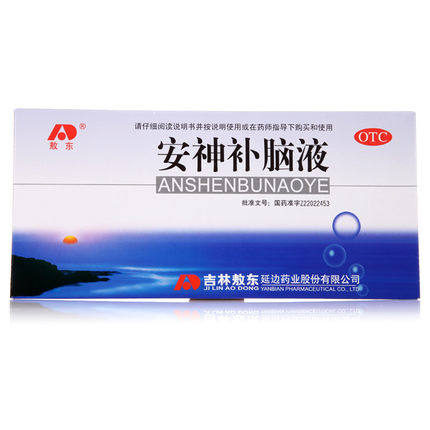 敖东
®
请仔细阅读说明书并按说明使用或在药师指导下购买和使用
OTC
安神补脑液
ANSHENBUNAOYE
批准文号：国药准字Z22022453
吉林敖东 延边药业股份有限公司
JI LIN AO DONG YANBIAN PHARMACEUTICAL CO., LTD